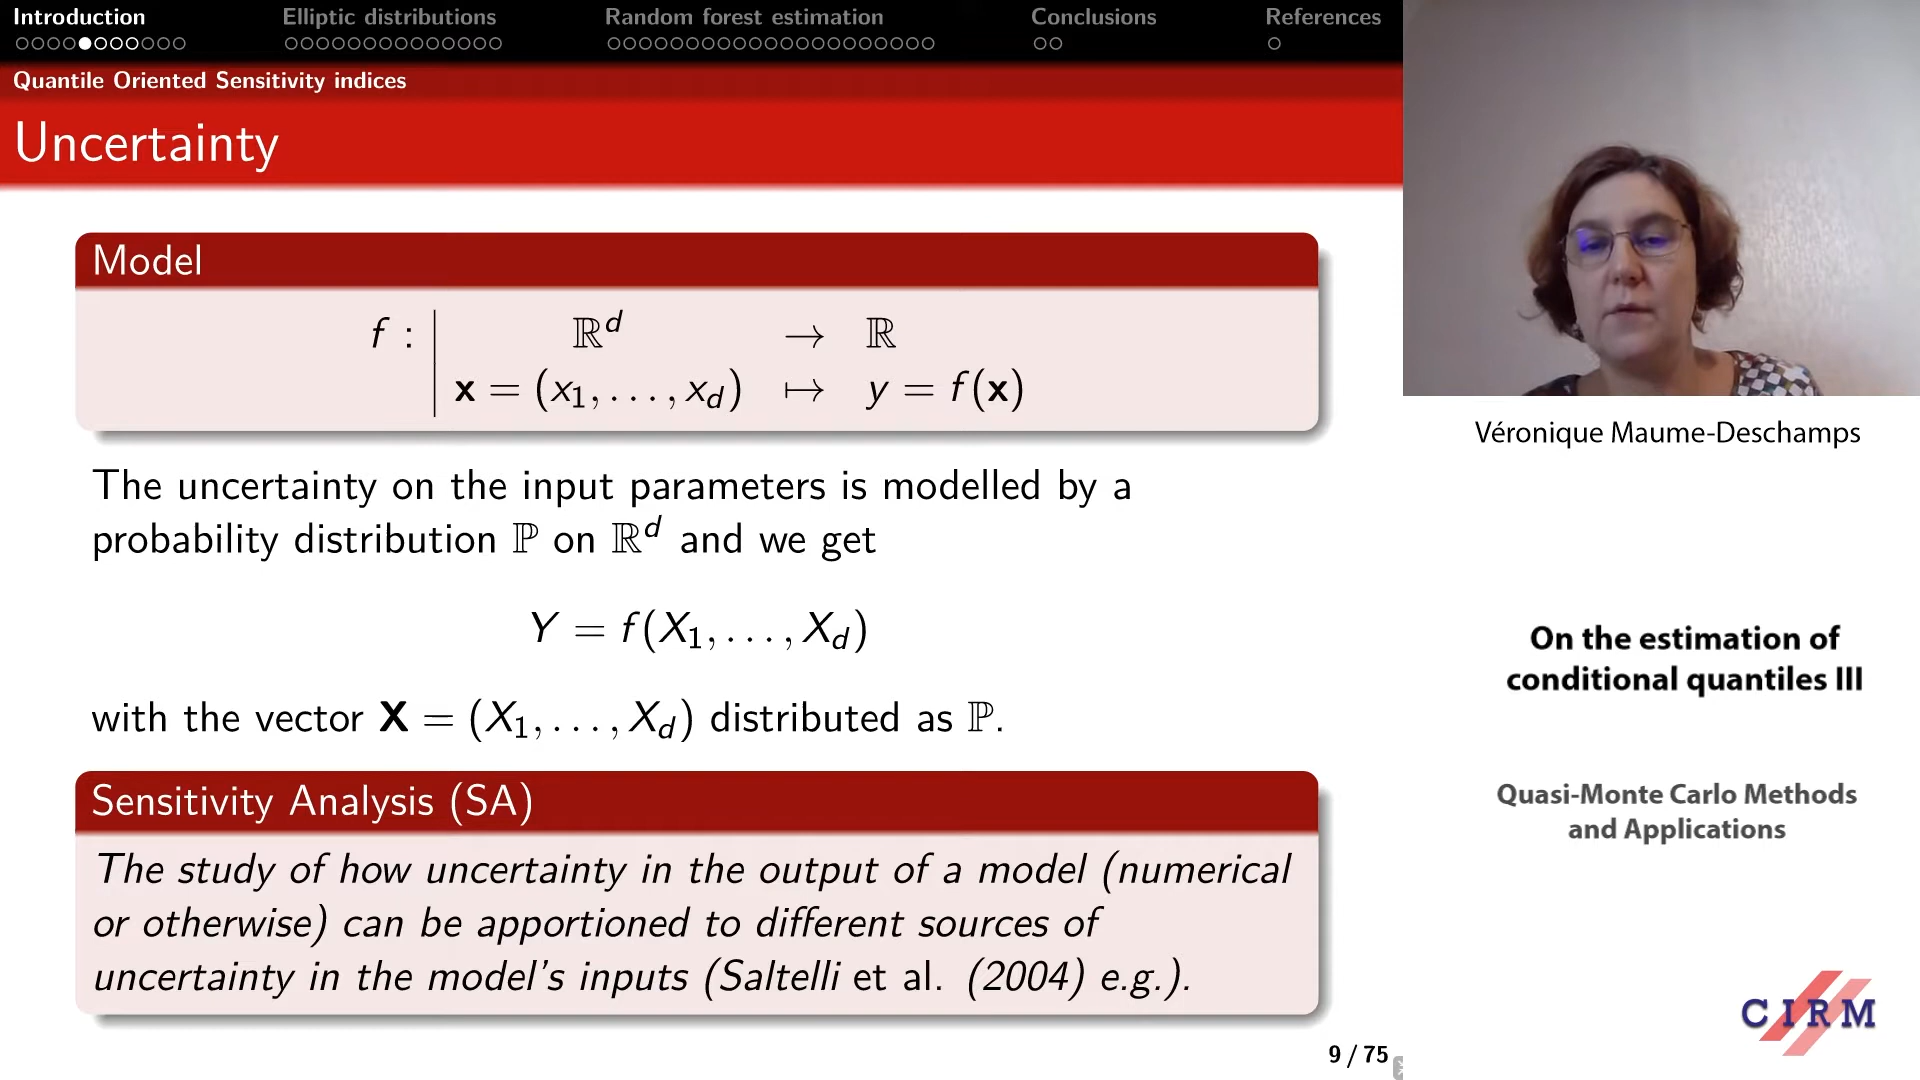 Introduction Elliptic distributions Random forest estimation Conclusions References
Quantile Oriented Sensitivity indices
Uncertainty
Model
f : ℝ^d → ℝ
𝐱 = (x₁, . . . , x_d) ↦ y = f(𝐱)
The uncertainty on the input parameters is modelled by a
probability distribution ℙ on ℝ^d and we get
Y = f(X₁, . . . , X_d)
with the vector 𝐗 = (X₁, . . . , X_d) distributed as ℙ.
Sensitivity Analysis (SA)
The study of how uncertainty in the output of a model (numerical
or otherwise) can be apportioned to different sources of
uncertainty in the model's inputs (Saltelli et al. (2004) e.g.).
9 / 75
Véronique Maume-Deschamps
On the estimation of
conditional quantiles III
Quasi-Monte Carlo Methods
and Applications
CIRM